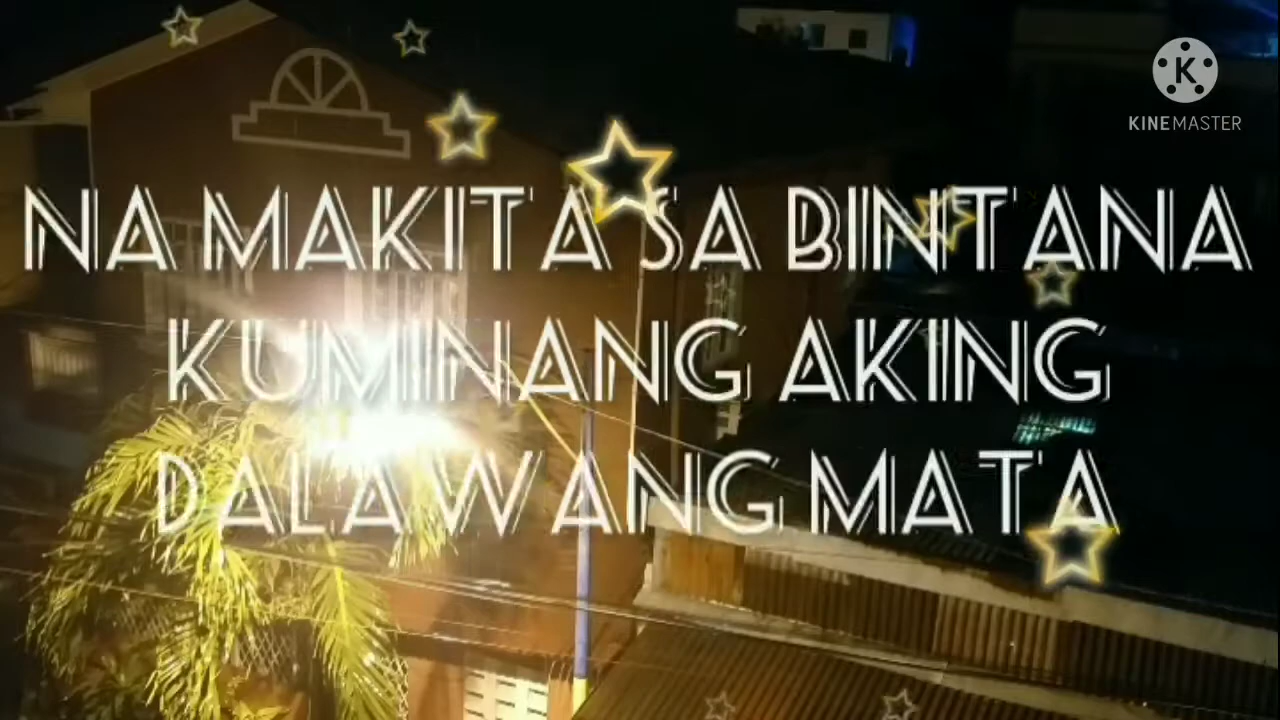 KINEMASTER
NA MAKITA SA BINTANA
KUMINANG AKING
DALAWANG MATA